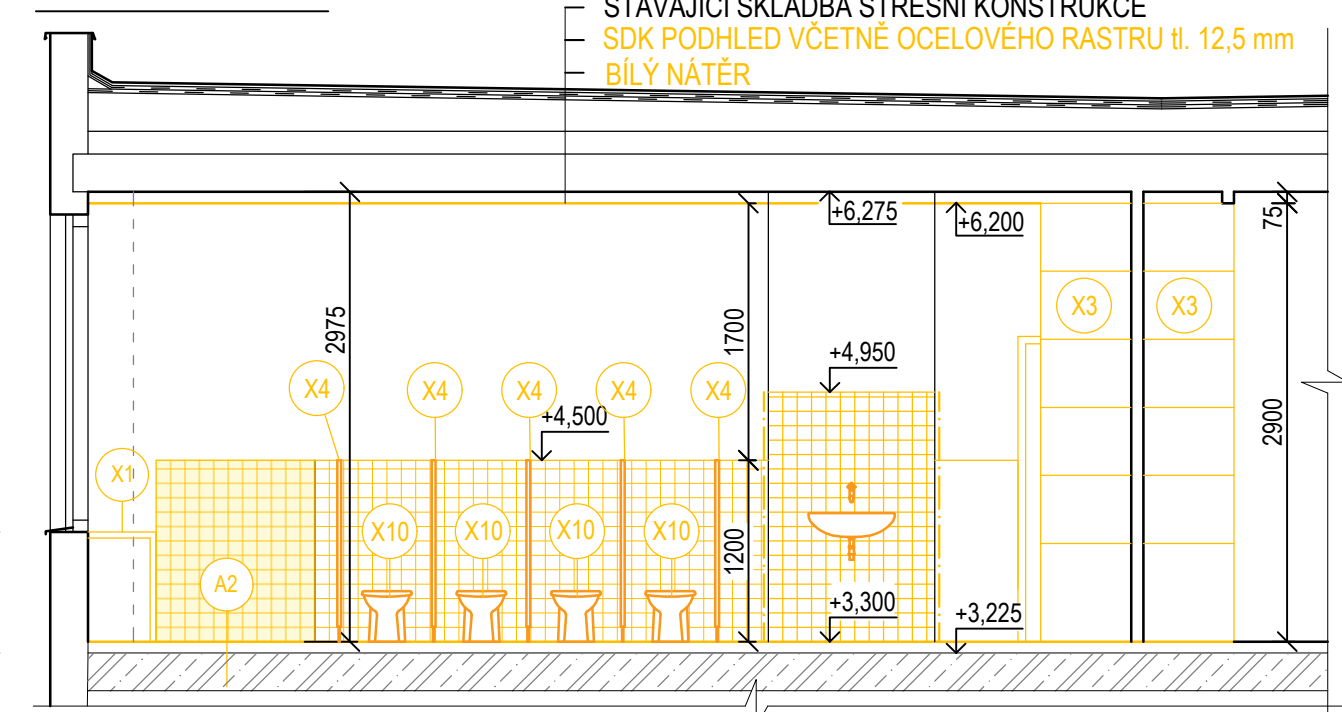 STÁVAJÍCÍ SKLADBA STŘEŠNÍ KONSTRUKCE
SDK PODHLED VČETNĚ OCELOVÉHO RASTRU tl. 12,5 mm
BÍLÝ NÁTĚR
+6,275
+6,200
75
X3
X3
2975
1700
+4,950
X4
X4
X4
X4
X4
+4,500
2900
X1
X10
X10
X10
X10
1200
A2
+3,300
+3,225